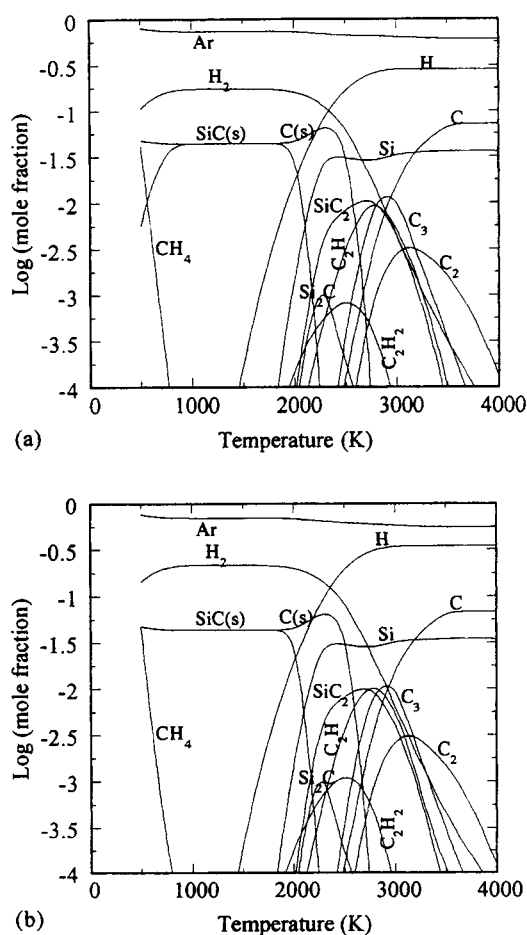 0
Ar
H
-0.5
H₂
C
-1
SiC(s)
C(s)
Si
-1.5
SiC₂
C₃
-2
CH₄
C₂H
C₂
-2.5
Si₂C
-3
C₂H₂
-3.5
-4
Log (mole fraction)
0 1000 2000 3000 4000
(a)
Temperature (K)
0
Ar
H
-0.5
H₂
C
-1
SiC(s)
C(s)
Si
-1.5
SiC₂
C₃
-2
CH₄
C₂H
C₂
-2.5
Si₂C
-3
C₂H₂
-3.5
-4
Log (mole fraction)
0 1000 2000 3000 4000
(b)
Temperature (K)